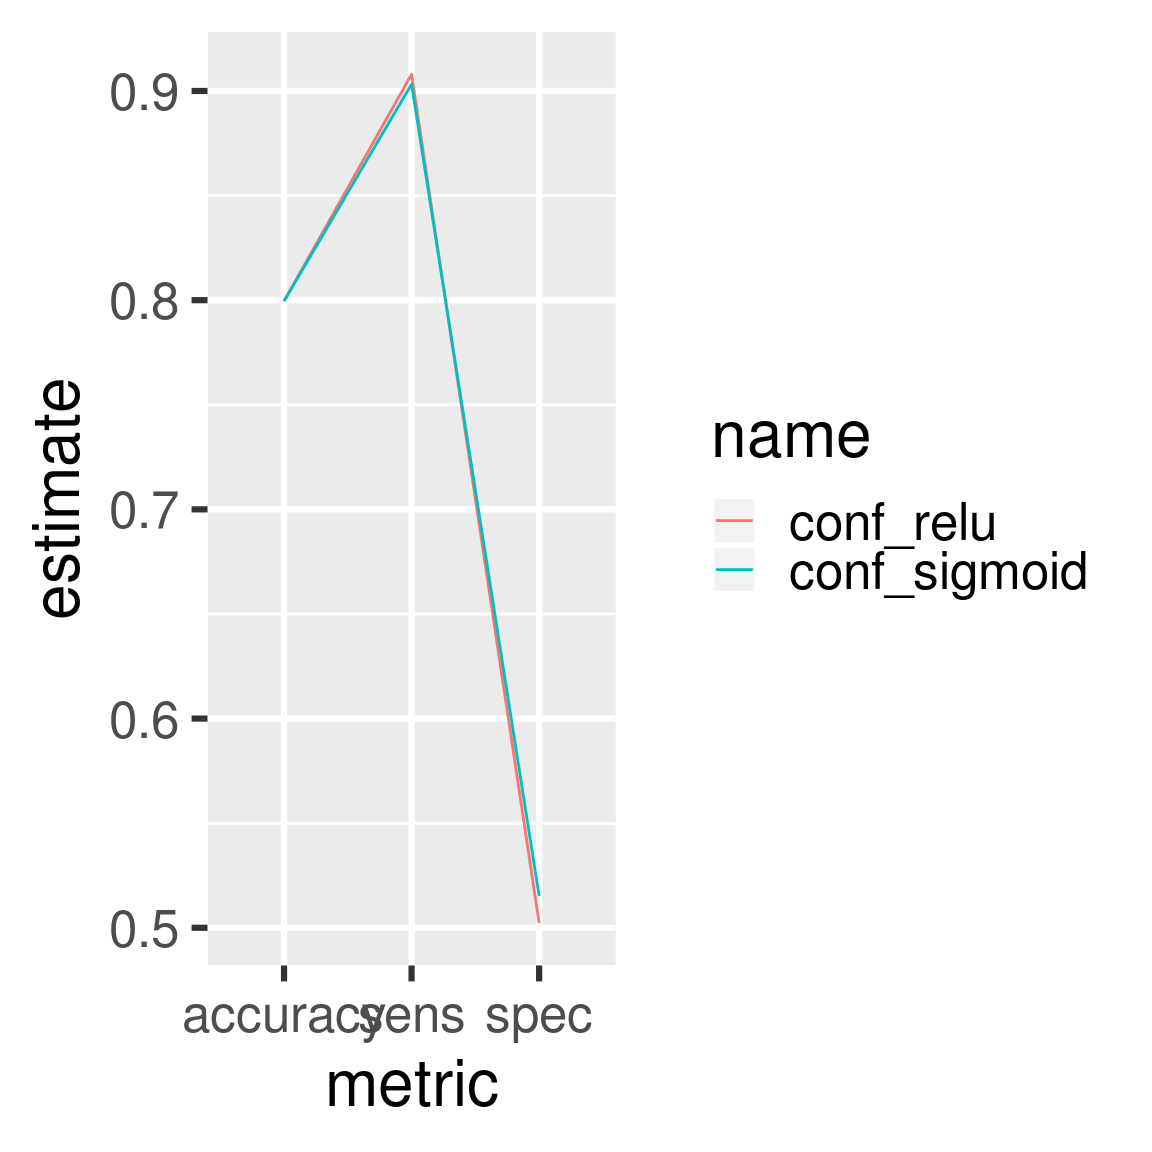 estimate
0.9
0.8
0.7
0.6
0.5
accuracy sens spec
metric
name
conf_relu
conf_sigmoid